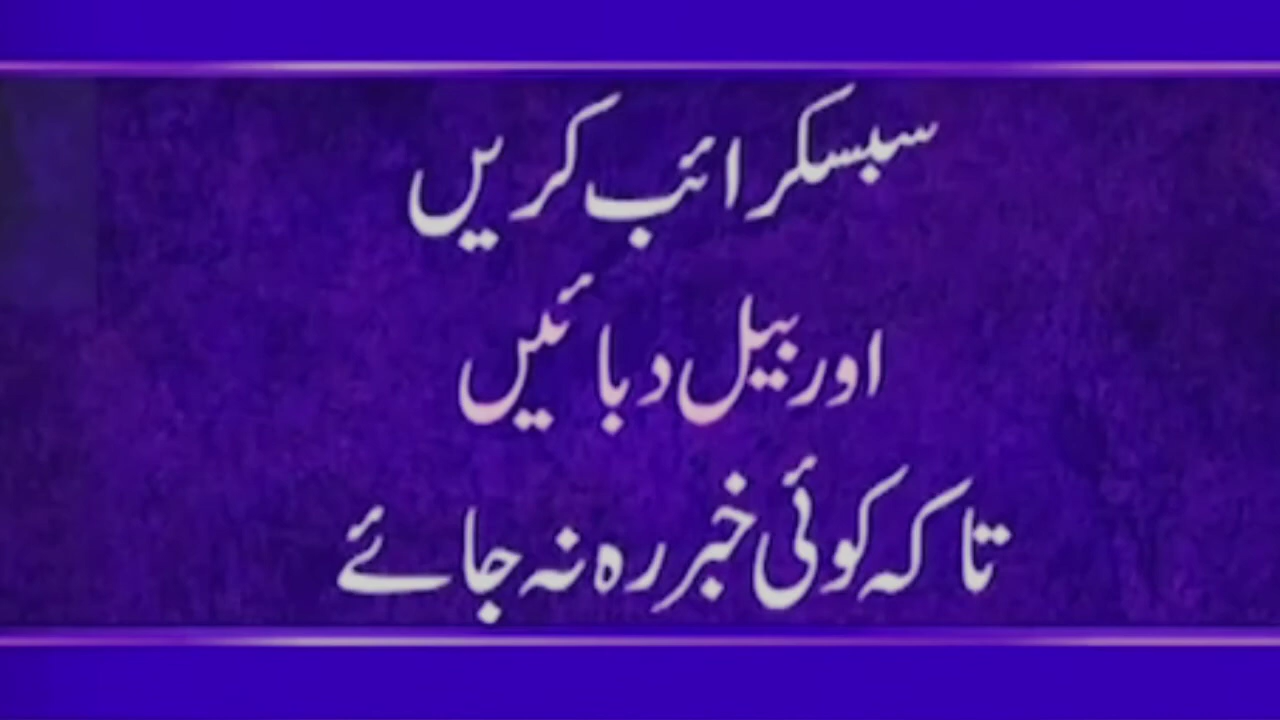 سبسکرائب کریں
اور بیل دبائیں
تاکہ کوئی خبر رہ نہ جائے